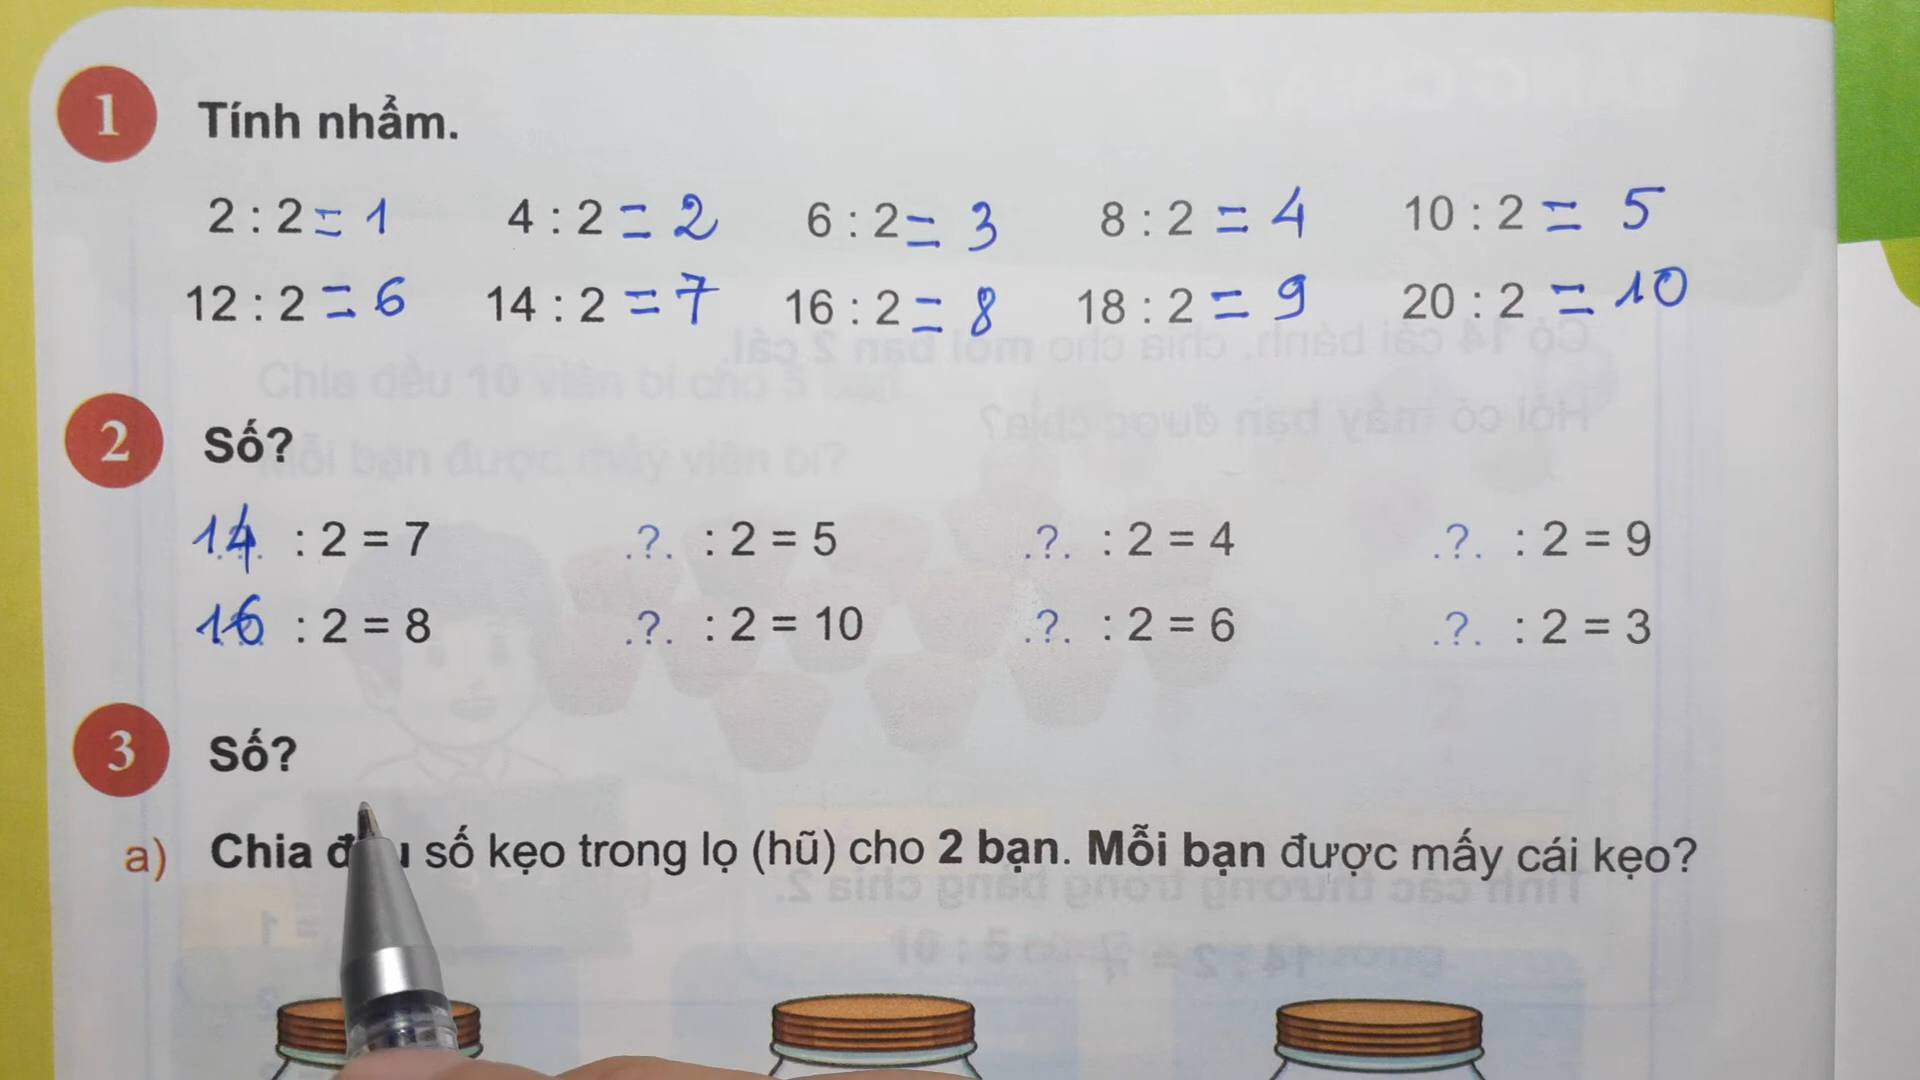 1 Tính nhẩm.
2 : 2 = 1 4 : 2 = 2 6 : 2 = 3 8 : 2 = 4 10 : 2 = 5
12 : 2 = 6 14 : 2 = 7 16 : 2 = 8 18 : 2 = 9 20 : 2 = 10
2 Số?
14 : 2 = 7 .?. : 2 = 5 .?. : 2 = 4 .?. : 2 = 9
16 : 2 = 8 .?. : 2 = 10 .?. : 2 = 6 .?. : 2 = 3
3 Số?
a) Chia đều số kẹo trong lọ (hũ) cho 2 bạn. Mỗi bạn được mấy cái kẹo?